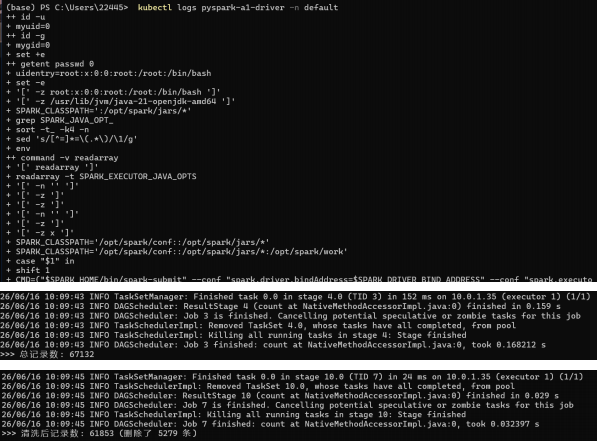 (base) PS C:\Users\22445> kubectl logs pyspark-a1-driver -n default
++ id -u
+ myuid=0
++ id -g
+ mygid=0
+ set +e
++ getent passwd 0
+ uidentry=root:x:0:0:root:/root:/bin/bash
+ set -e
+ '[' -z root:x:0:0:root:/root:/bin/bash ']'
+ '[' -z /usr/lib/jvm/java-21-openjdk-amd64 ']'
+ SPARK_CLASSPATH=':/opt/spark/jars/*'
+ grep SPARK_JAVA_OPT_
+ sort -t_ -k4 -n
+ sed 's/[^=]*=\(.*\)/\1/g'
+ env
++ command -v readarray
+ '[' readarray ']'
+ readarray -t SPARK_EXECUTOR_JAVA_OPTS
+ '[' -n '' ']'
+ '[' -z ']'
+ '[' -z ']'
+ '[' -n '' ']'
+ '[' -z ']'
+ '[' -z x ']'
+ SPARK_CLASSPATH='/opt/spark/conf::/opt/spark/jars/*'
+ SPARK_CLASSPATH='/opt/spark/conf::/opt/spark/jars/*:/opt/spark/work'
+ case "$1" in
+ shift 1
+ CMD=("$SPARK_HOME/bin/spark-submit" --conf "spark.driver.bindAddress=$SPARK_DRIVER_BIND_ADDRESS" --conf "spark.executo
26/06/16 10:09:43 INFO TaskSetManager: Finished task 0.0 in stage 4.0 (TID 3) in 152 ms on 10.0.1.35 (executor 1) (1/1)
26/06/16 10:09:43 INFO DAGScheduler: ResultStage 4 (count at NativeMethodAccessorImpl.java:0) finished in 0.159 s
26/06/16 10:09:43 INFO DAGScheduler: Job 3 is finished. Cancelling potential speculative or zombie tasks for this job
26/06/16 10:09:43 INFO TaskSchedulerImpl: Removed TaskSet 4.0, whose tasks have all completed, from pool
26/06/16 10:09:43 INFO TaskSchedulerImpl: Killing all running tasks in stage 4: Stage finished
26/06/16 10:09:43 INFO DAGScheduler: Job 3 finished: count at NativeMethodAccessorImpl.java:0, took 0.168212 s
>>> 总记录数: 67132
26/06/16 10:09:45 INFO TaskSetManager: Finished task 0.0 in stage 10.0 (TID 7) in 24 ms on 10.0.1.35 (executor 1) (1/1)
26/06/16 10:09:45 INFO TaskSchedulerImpl: Removed TaskSet 10.0, whose tasks have all completed, from pool
26/06/16 10:09:45 INFO DAGScheduler: ResultStage 10 (count at NativeMethodAccessorImpl.java:0) finished in 0.029 s
26/06/16 10:09:45 INFO DAGScheduler: Job 7 is finished. Cancelling potential speculative or zombie tasks for this job
26/06/16 10:09:45 INFO TaskSchedulerImpl: Killing all running tasks in stage 10: Stage finished
26/06/16 10:09:45 INFO DAGScheduler: Job 7 finished: count at NativeMethodAccessorImpl.java:0, took 0.032397 s
>>> 清洗后记录数: 61853 (删除了 5279 条)